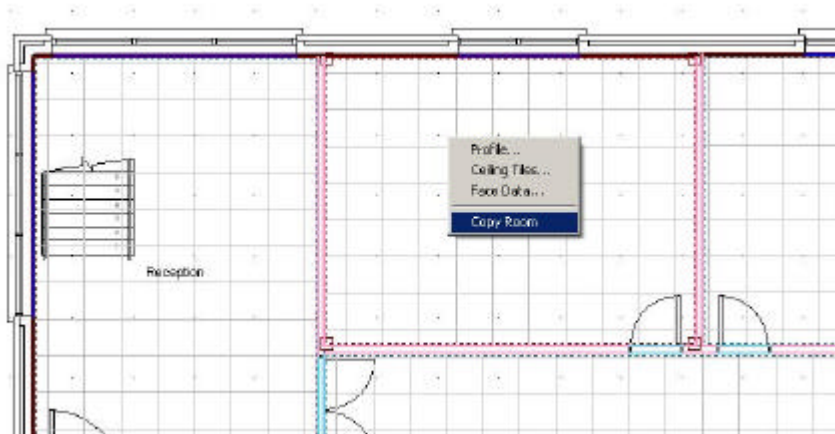 Profile...
Ceiling Tiles...
Face Data...
Copy Room
Reception